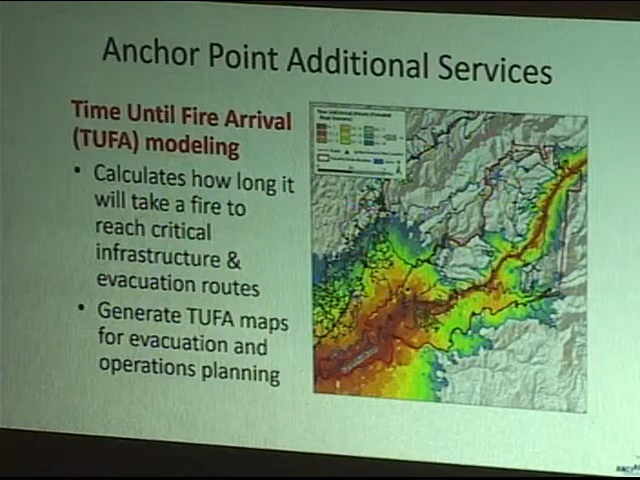 Anchor Point Additional Services
Time Until Fire Arrival
(TUFA) modeling
• Calculates how long it
will take a fire to
reach critical
infrastructure &
evacuation routes
• Generate TUFA maps
for evacuation and
operations planning